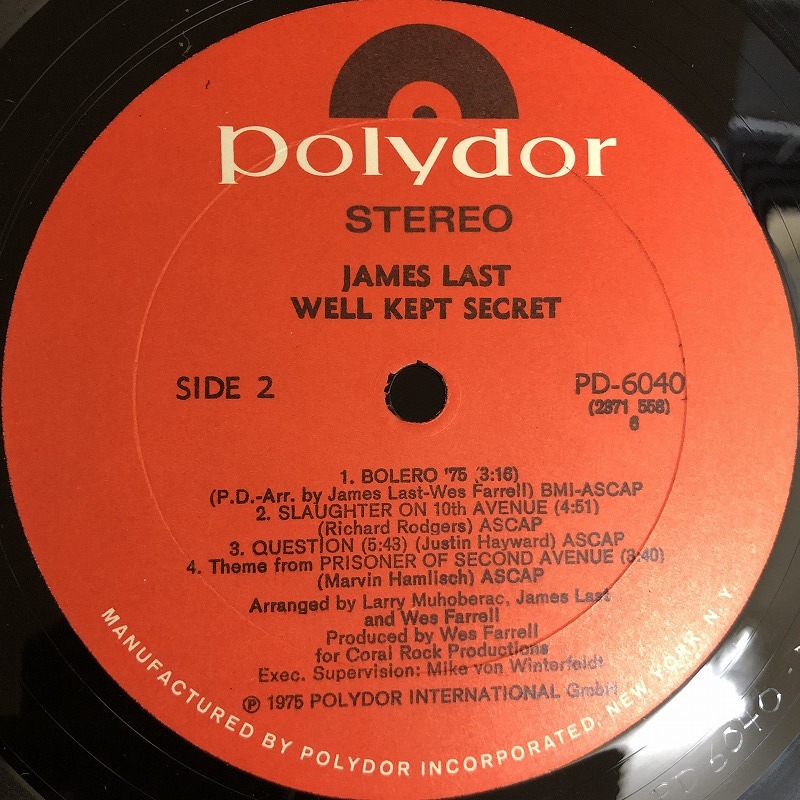 polydor
STEREO
JAMES LAST
WELL KEPT SECRET
SIDE 2
PD-6040
(2371 558)
6
1. BOLERO '75 (3:16)
(P.D.-Arr. by James Last-Wes Farrell) BMI-ASCAP
2. SLAUGHTER ON 10th AVENUE (4:51)
(Richard Rodgers) ASCAP
3. QUESTION (5:43) (Justin Hayward) ASCAP
4. Theme from PRISONER OF SECOND AVENUE (3:40)
(Marvin Hamlisch) ASCAP
Arranged by Larry Muhoberac, James Last
and Wes Farrell
Produced by Wes Farrell
for Coral Rock Productions
Exec. Supervision: Mike von Winterfeldt
Ⓟ 1975 POLYDOR INTERNATIONAL GmbH
MANUFACTURED BY POLYDOR INCORPORATED, NEW YORK, N.Y.
PD 6040